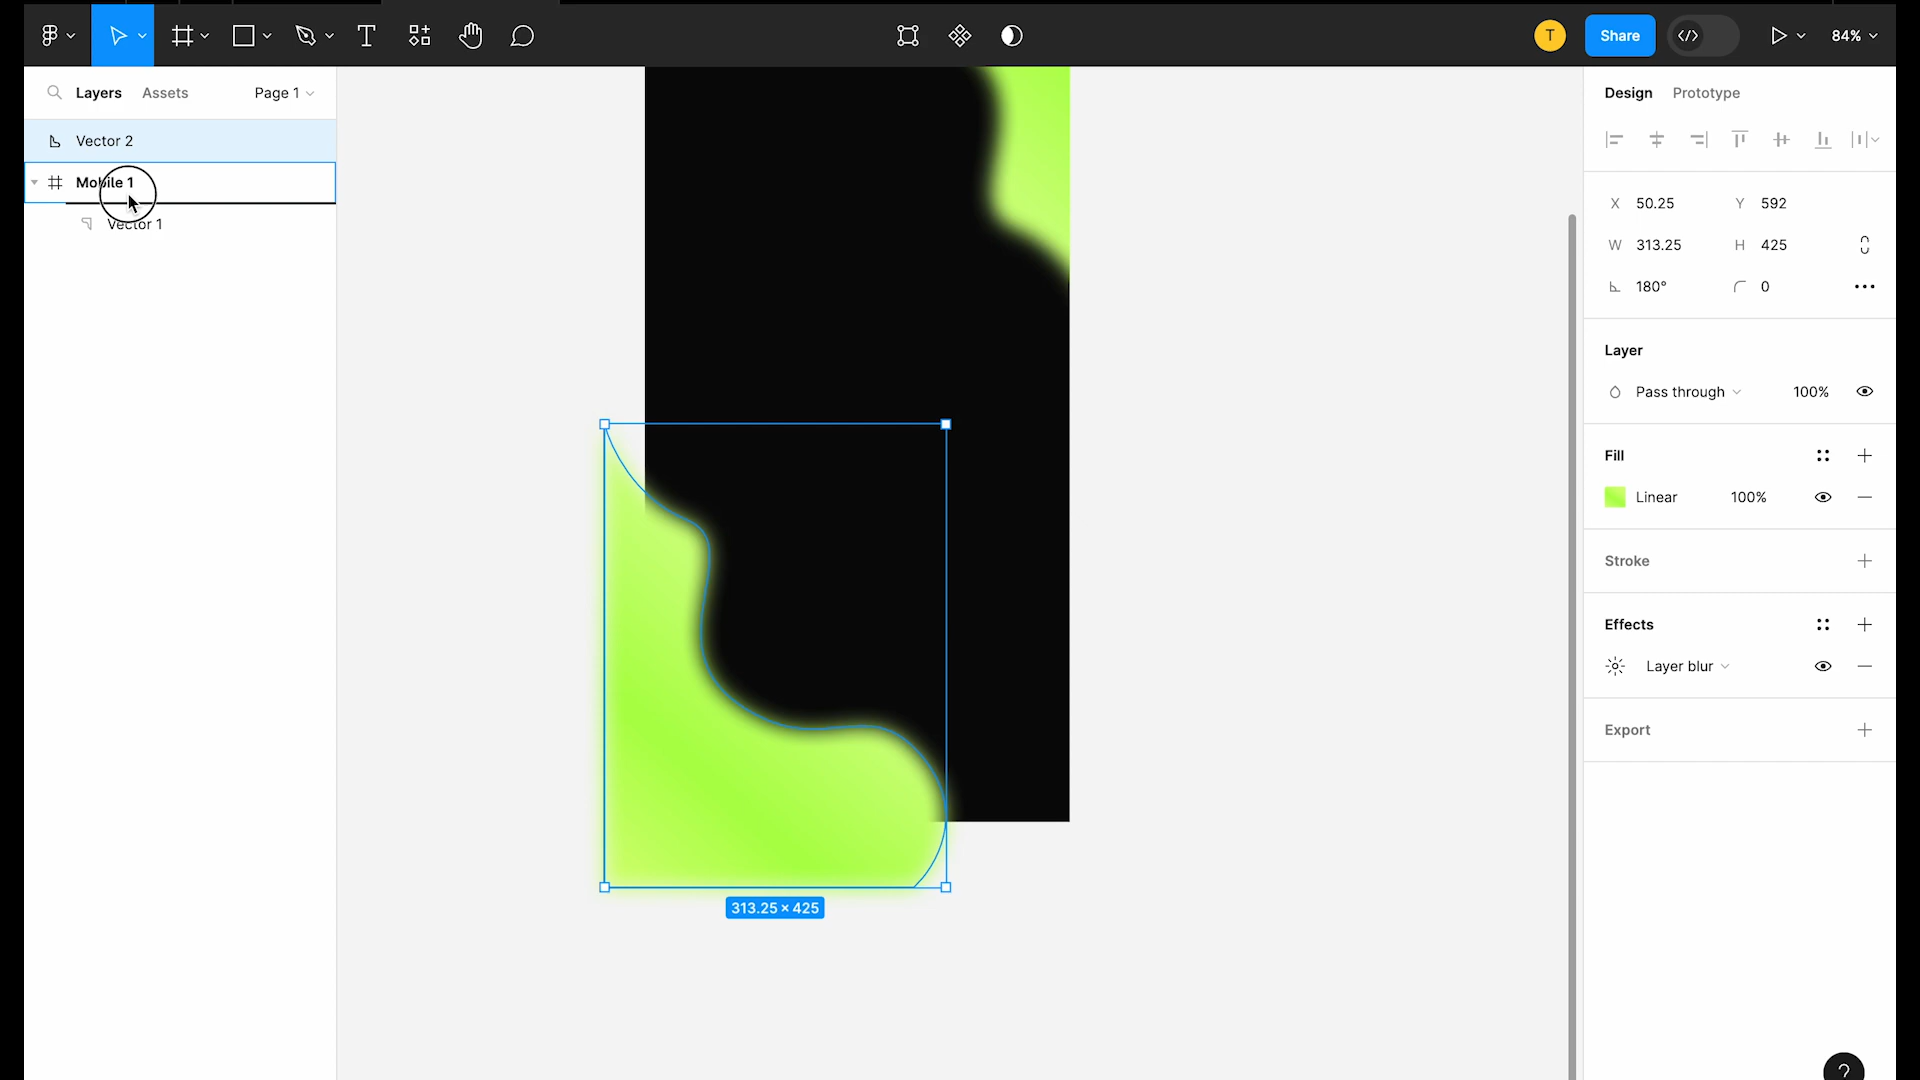 T
Share
84%
Layers
Assets
Page 1
Vector 2
Mobile 1
Vector 1
313.25 × 425
Design
Prototype
X 50.25
Y 592
W 313.25
H 425
180°
0
Layer
Pass through
100%
Fill
Linear
100%
Stroke
Effects
Layer blur
Export
?